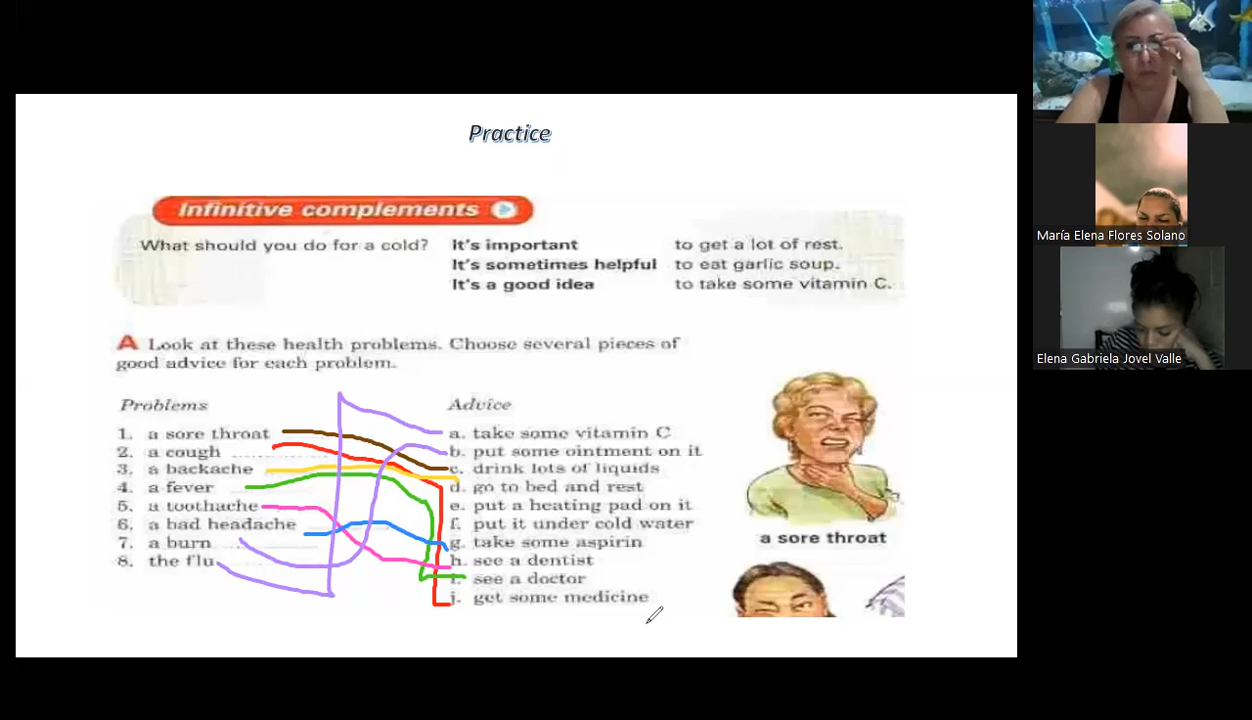 Practice
Infinitive complements
What should you do for a cold? It's important to get a lot of rest.
It's sometimes helpful to eat garlic soup.
It's a good idea to take some vitamin C.
A Look at these health problems. Choose several pieces of
good advice for each problem.
Problems
1. a sore throat
2. a cough
3. a backache
4. a fever
5. a toothache
6. a bad headache
7. a burn
8. the flu
Advice
a. take some vitamin C
b. put some ointment on it
c. drink lots of liquids
d. go to bed and rest
e. put a heating pad on it
f. put it under cold water
g. take some aspirin
h. see a dentist
i. see a doctor
j. get some medicine
a sore throat
María Elena Flores Solano
Elena Gabriela Jovel Valle